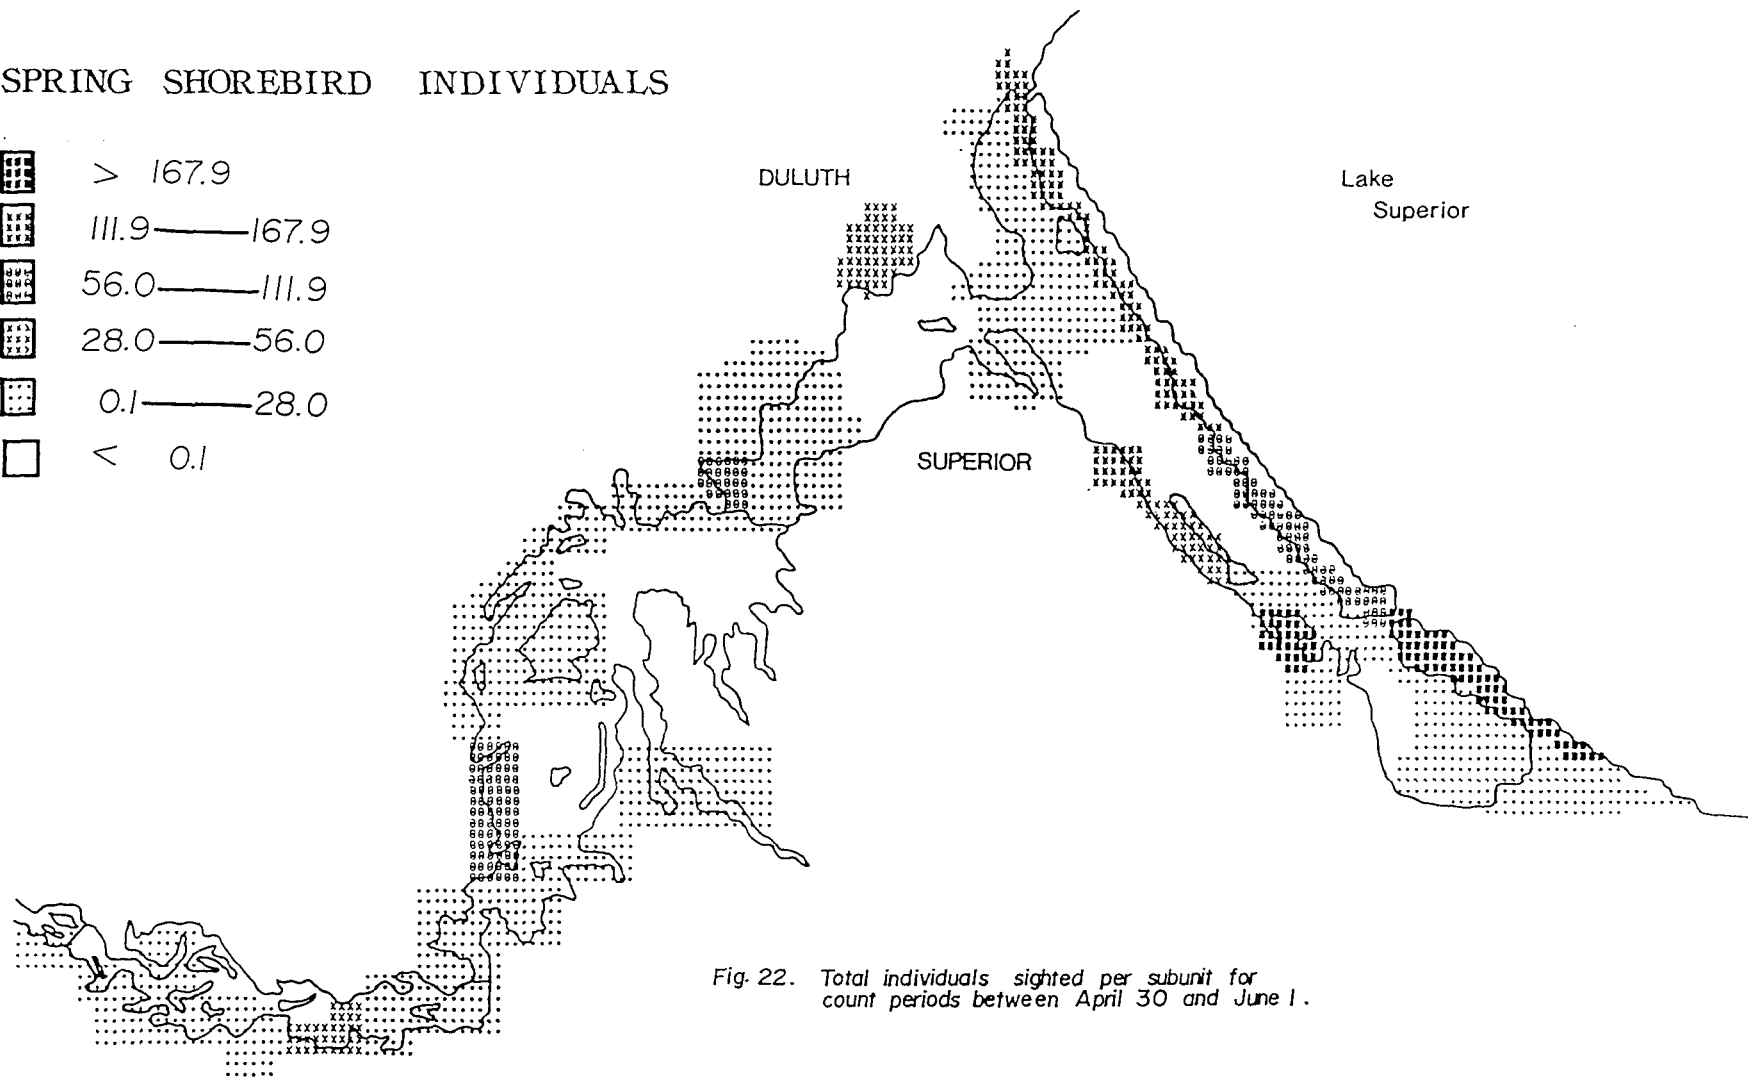 SPRING SHOREBIRD INDIVIDUALS
> 167.9
111.9——167.9
56.0——111.9
28.0——56.0
0.1——28.0
< 0.1
DULUTH
Lake
Superior
SUPERIOR
Fig. 22. Total individuals sighted per subunit for
count periods between April 30 and June 1.